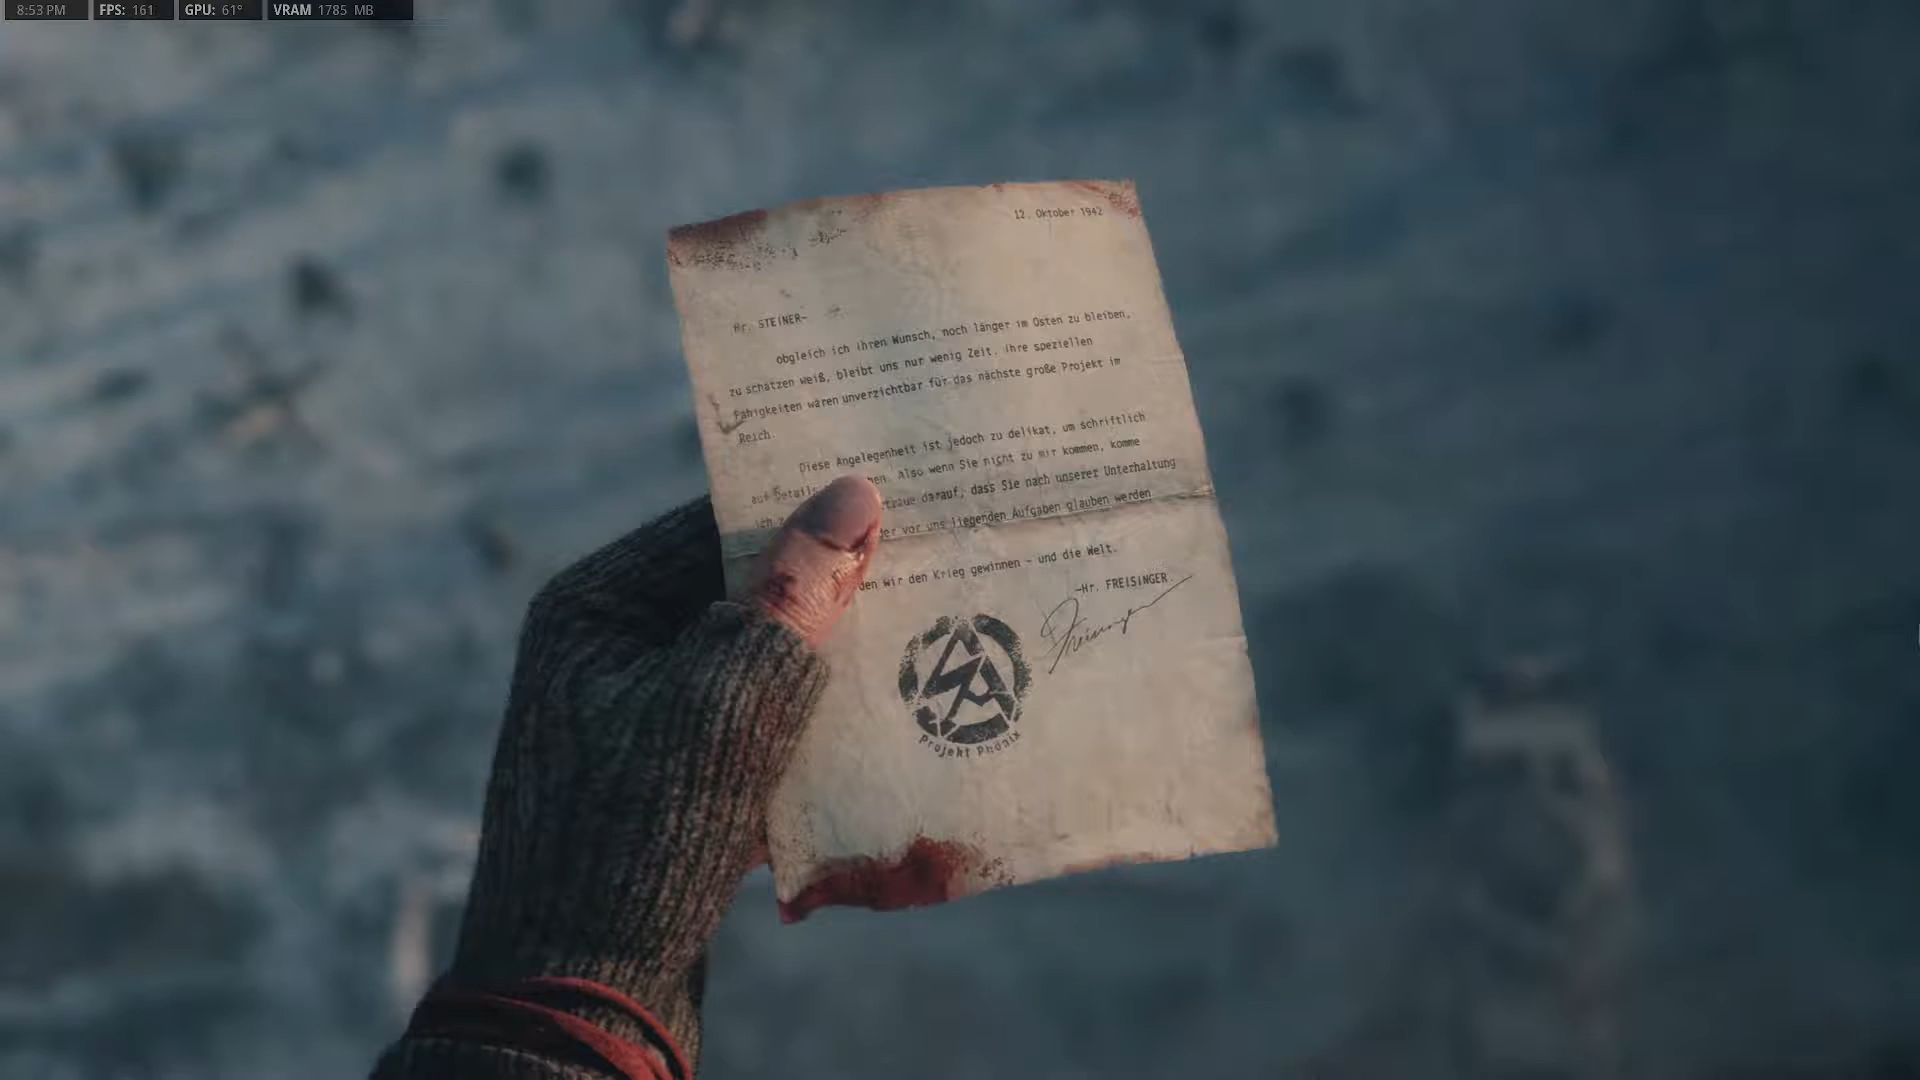 8:53 PM FPS: 161 GPU: 61° VRAM 1785 MB
12. Oktober 1942
Hr. STEINER-
obgleich ich ihren Wunsch, noch länger im Osten zu bleiben,
zu schätzen weiß, bleibt uns nur wenig Zeit. Ihre speziellen
Fähigkeiten wären unverzichtbar für das nächste große Projekt im
Reich.
Diese Angelegenheit ist jedoch zu delikat, um schriftlich
auf Details hen. Also wenn Sie nicht zu mir kommen, komme
ich z rtraue darauf, dass Sie nach unserer Unterhaltung
der vor uns liegenden Aufgaben glauben werden
den wir den Krieg gewinnen - und die Welt.
-Hr. FREISINGER.
Freisinger
Projekt Phönix